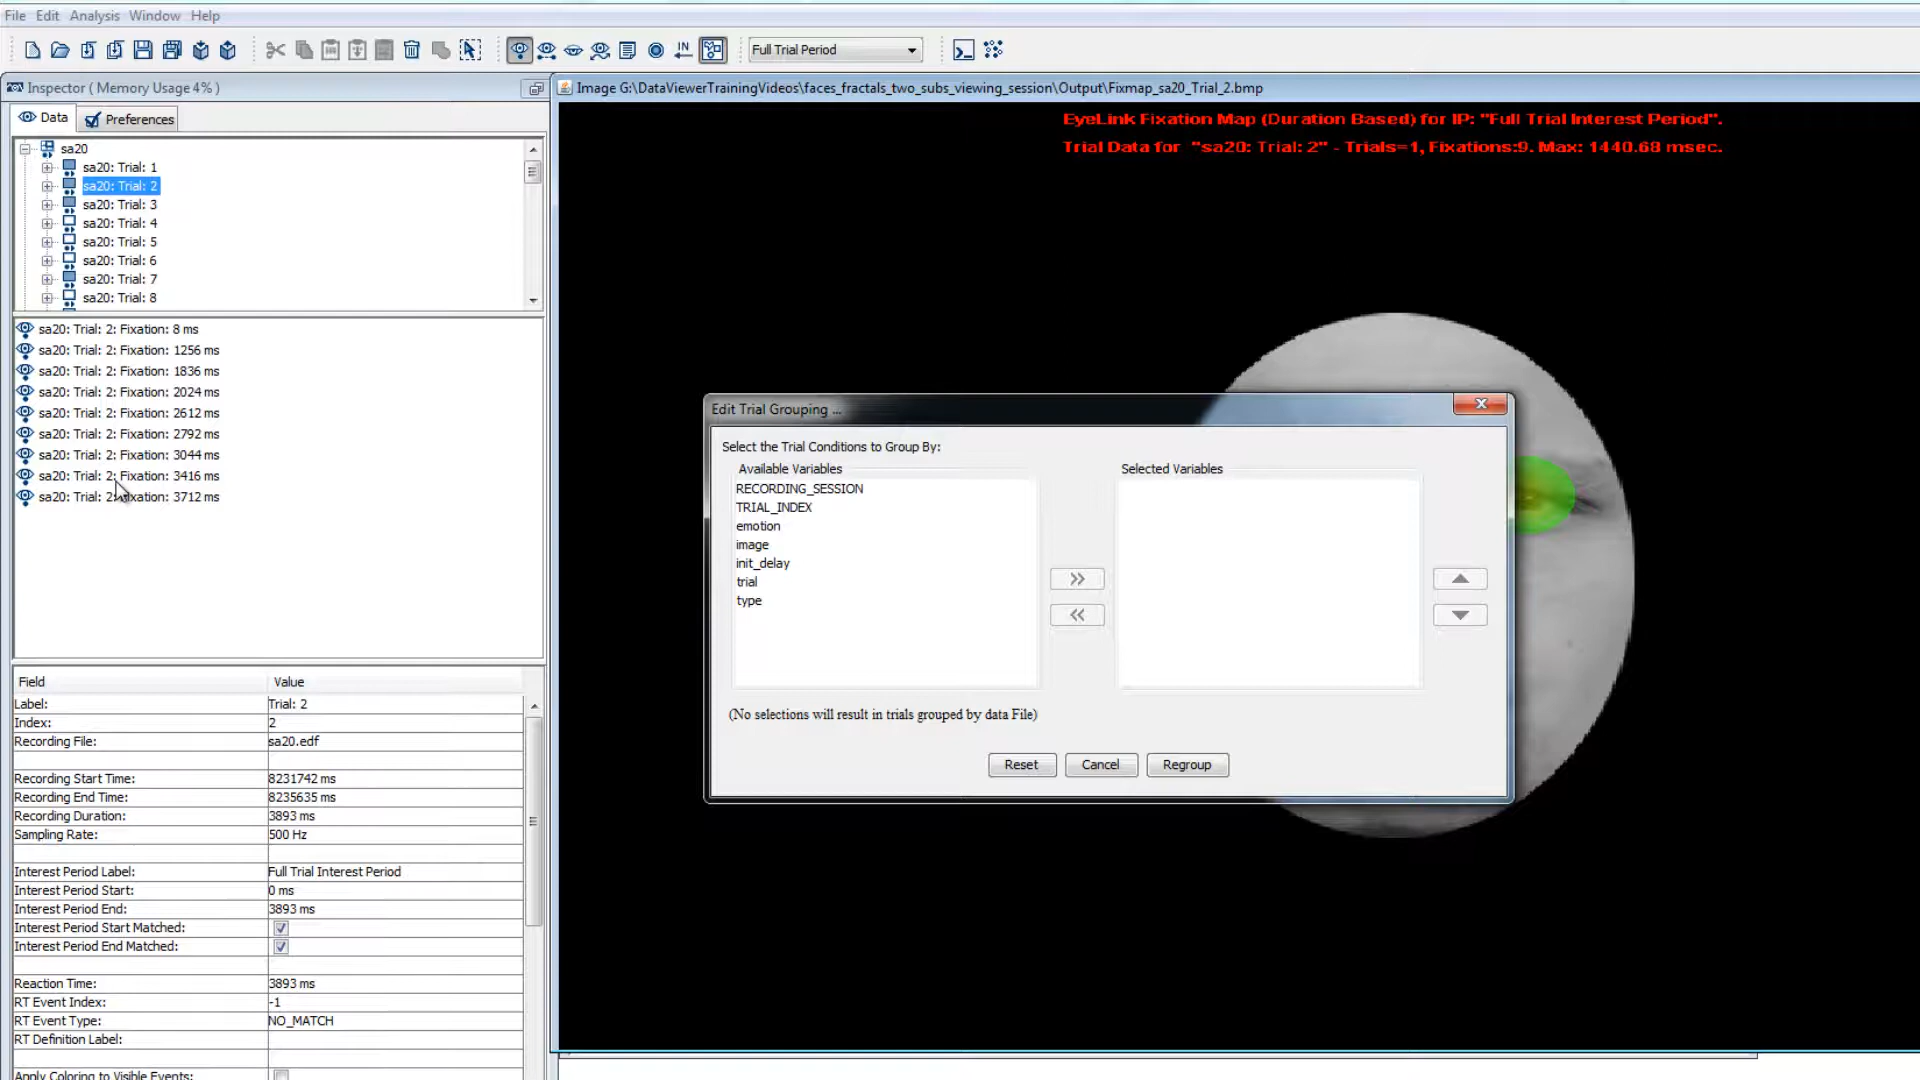 File Edit Analysis Window Help
IN
Full Trial Period
Inspector ( Memory Usage 4% )
Image G:\DataViewerTrainingVideos\faces_fractals_two_subs_viewing_session\Output\Fixmap_sa20_Trial_2.bmp
Data
Preferences
EyeLink Fixation Map (Duration Based) for IP: "Full Trial Interest Period".
Trial Data for "sa20: Trial: 2" - Trials=1, Fixations:9. Max: 1440.68 msec.
sa20
sa20: Trial: 1
sa20: Trial: 2
sa20: Trial: 3
sa20: Trial: 4
sa20: Trial: 5
sa20: Trial: 6
sa20: Trial: 7
sa20: Trial: 8
sa20: Trial: 2: Fixation: 8 ms
sa20: Trial: 2: Fixation: 1256 ms
sa20: Trial: 2: Fixation: 1836 ms
sa20: Trial: 2: Fixation: 2024 ms
sa20: Trial: 2: Fixation: 2612 ms
sa20: Trial: 2: Fixation: 2792 ms
sa20: Trial: 2: Fixation: 3044 ms
sa20: Trial: 2: Fixation: 3416 ms
sa20: Trial: 2: Fixation: 3712 ms
Edit Trial Grouping ...
Select the Trial Conditions to Group By:
Available Variables
Selected Variables
RECORDING_SESSION
TRIAL_INDEX
emotion
image
init_delay
trial
type
(No selections will result in trials grouped by data File)
Reset
Cancel
Regroup
Field Value
Label: Trial: 2
Index: 2
Recording File: sa20.edf
Recording Start Time: 8231742 ms
Recording End Time: 8235635 ms
Recording Duration: 3893 ms
Sampling Rate: 500 Hz
Interest Period Label: Full Trial Interest Period
Interest Period Start: 0 ms
Interest Period End: 3893 ms
Interest Period Start Matched:
Interest Period End Matched:
Reaction Time: 3893 ms
RT Event Index: -1
RT Event Type: NO_MATCH
RT Definition Label:
Apply Coloring to Visible Events: